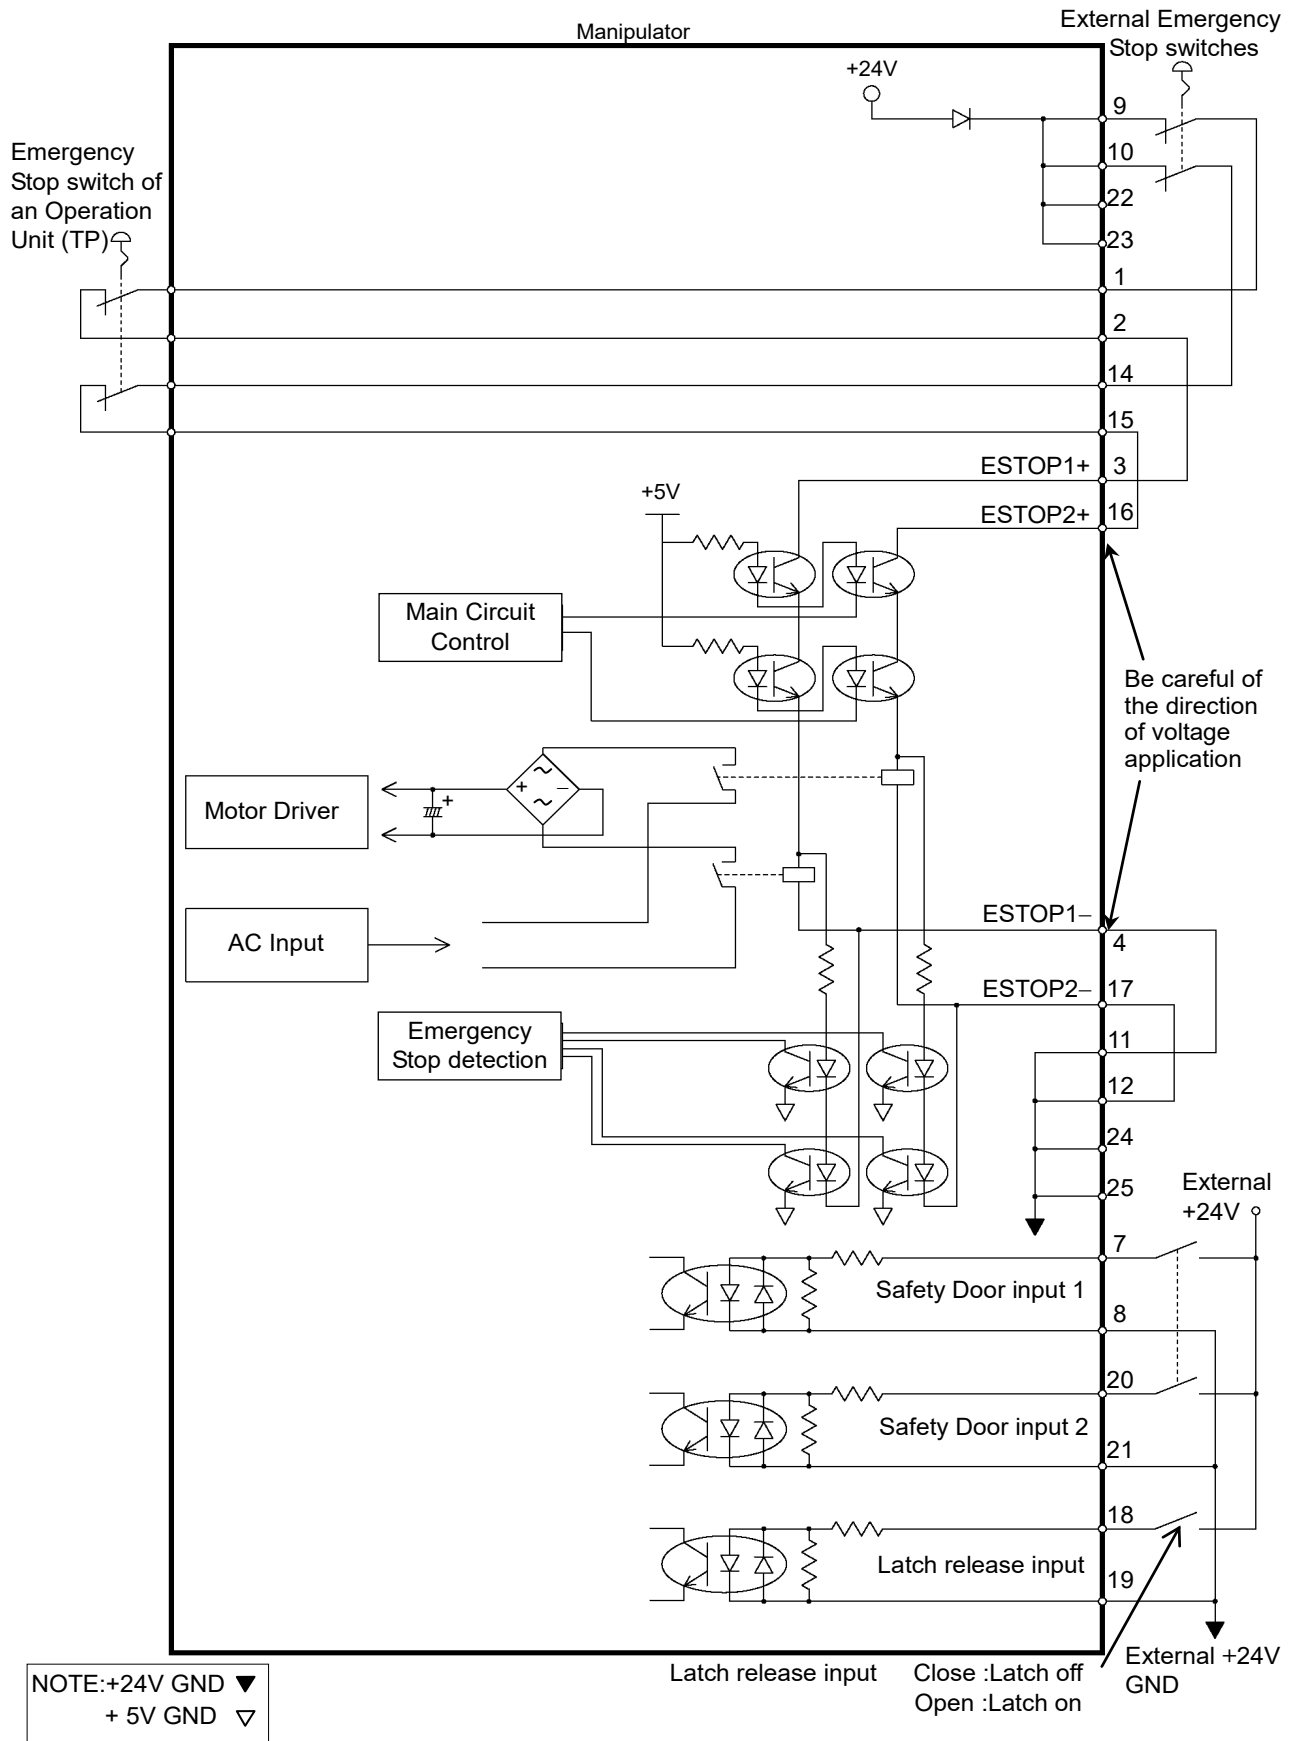 Manipulator
External Emergency
Stop switches
+24V
9
10
22
23
Emergency
Stop switch of
an Operation
Unit (TP)
1
2
14
15
ESTOP1+ 3
ESTOP2+ 16
+5V
Main Circuit
Control
Be careful of
the direction
of voltage
application
Motor Driver
+ −
+
AC Input
ESTOP1−
4
ESTOP2− 17
11
12
24
25
Emergency
Stop detection
External
+24V
7
Safety Door input 1
8
20
Safety Door input 2
21
18
Latch release input
19
External +24V
GND
Latch release input Close :Latch off
Open :Latch on
NOTE:+24V GND ▼
+ 5V GND ▽